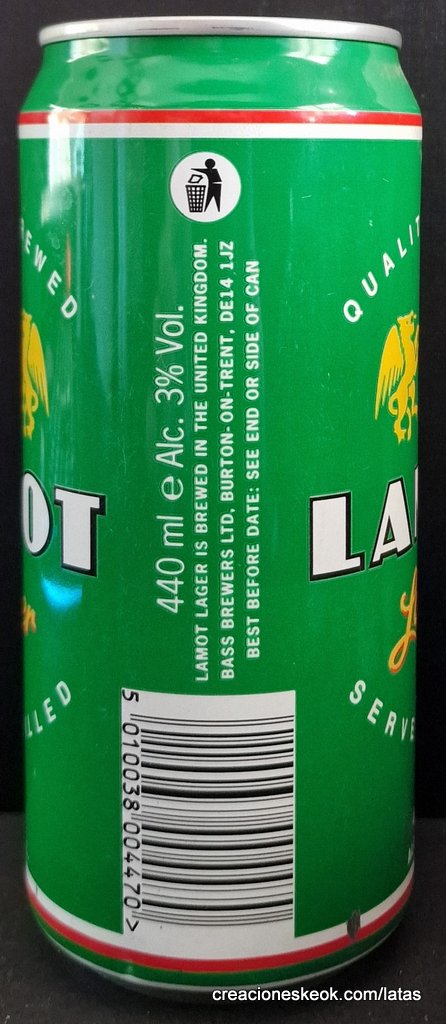 EWED
OT
er
LLED
440 ml e Alc. 3% Vol.
LAMOT LAGER IS BREWED IN THE UNITED KINGDOM.
BASS BREWERS LTD, BURTON-ON-TRENT, DE14 1JZ
BEST BEFORE DATE: SEE END OR SIDE OF CAN
5 010038 004470>
QUALIT
LA
SERVE
creacioneskeok.com/latas